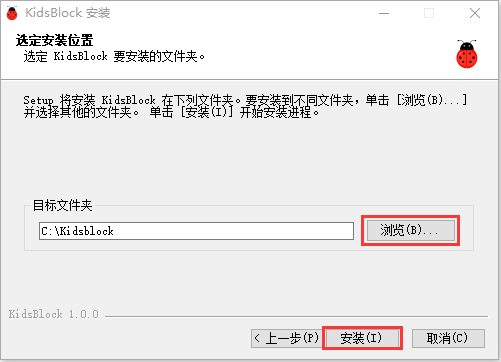 KidsBlock 安装
选定安装位置
选定 KidsBlock 要安装的文件夹。
Setup 将安装 KidsBlock 在下列文件夹。要安装到不同文件夹，单击 [浏览(B)...]
并选择其他的文件夹。 单击 [安装(I)] 开始安装进程。
目标文件夹
C:\Kidsblock
浏览(B)...
KidsBlock 1.0.0
< 上一步(P)
安装(I)
取消(C)